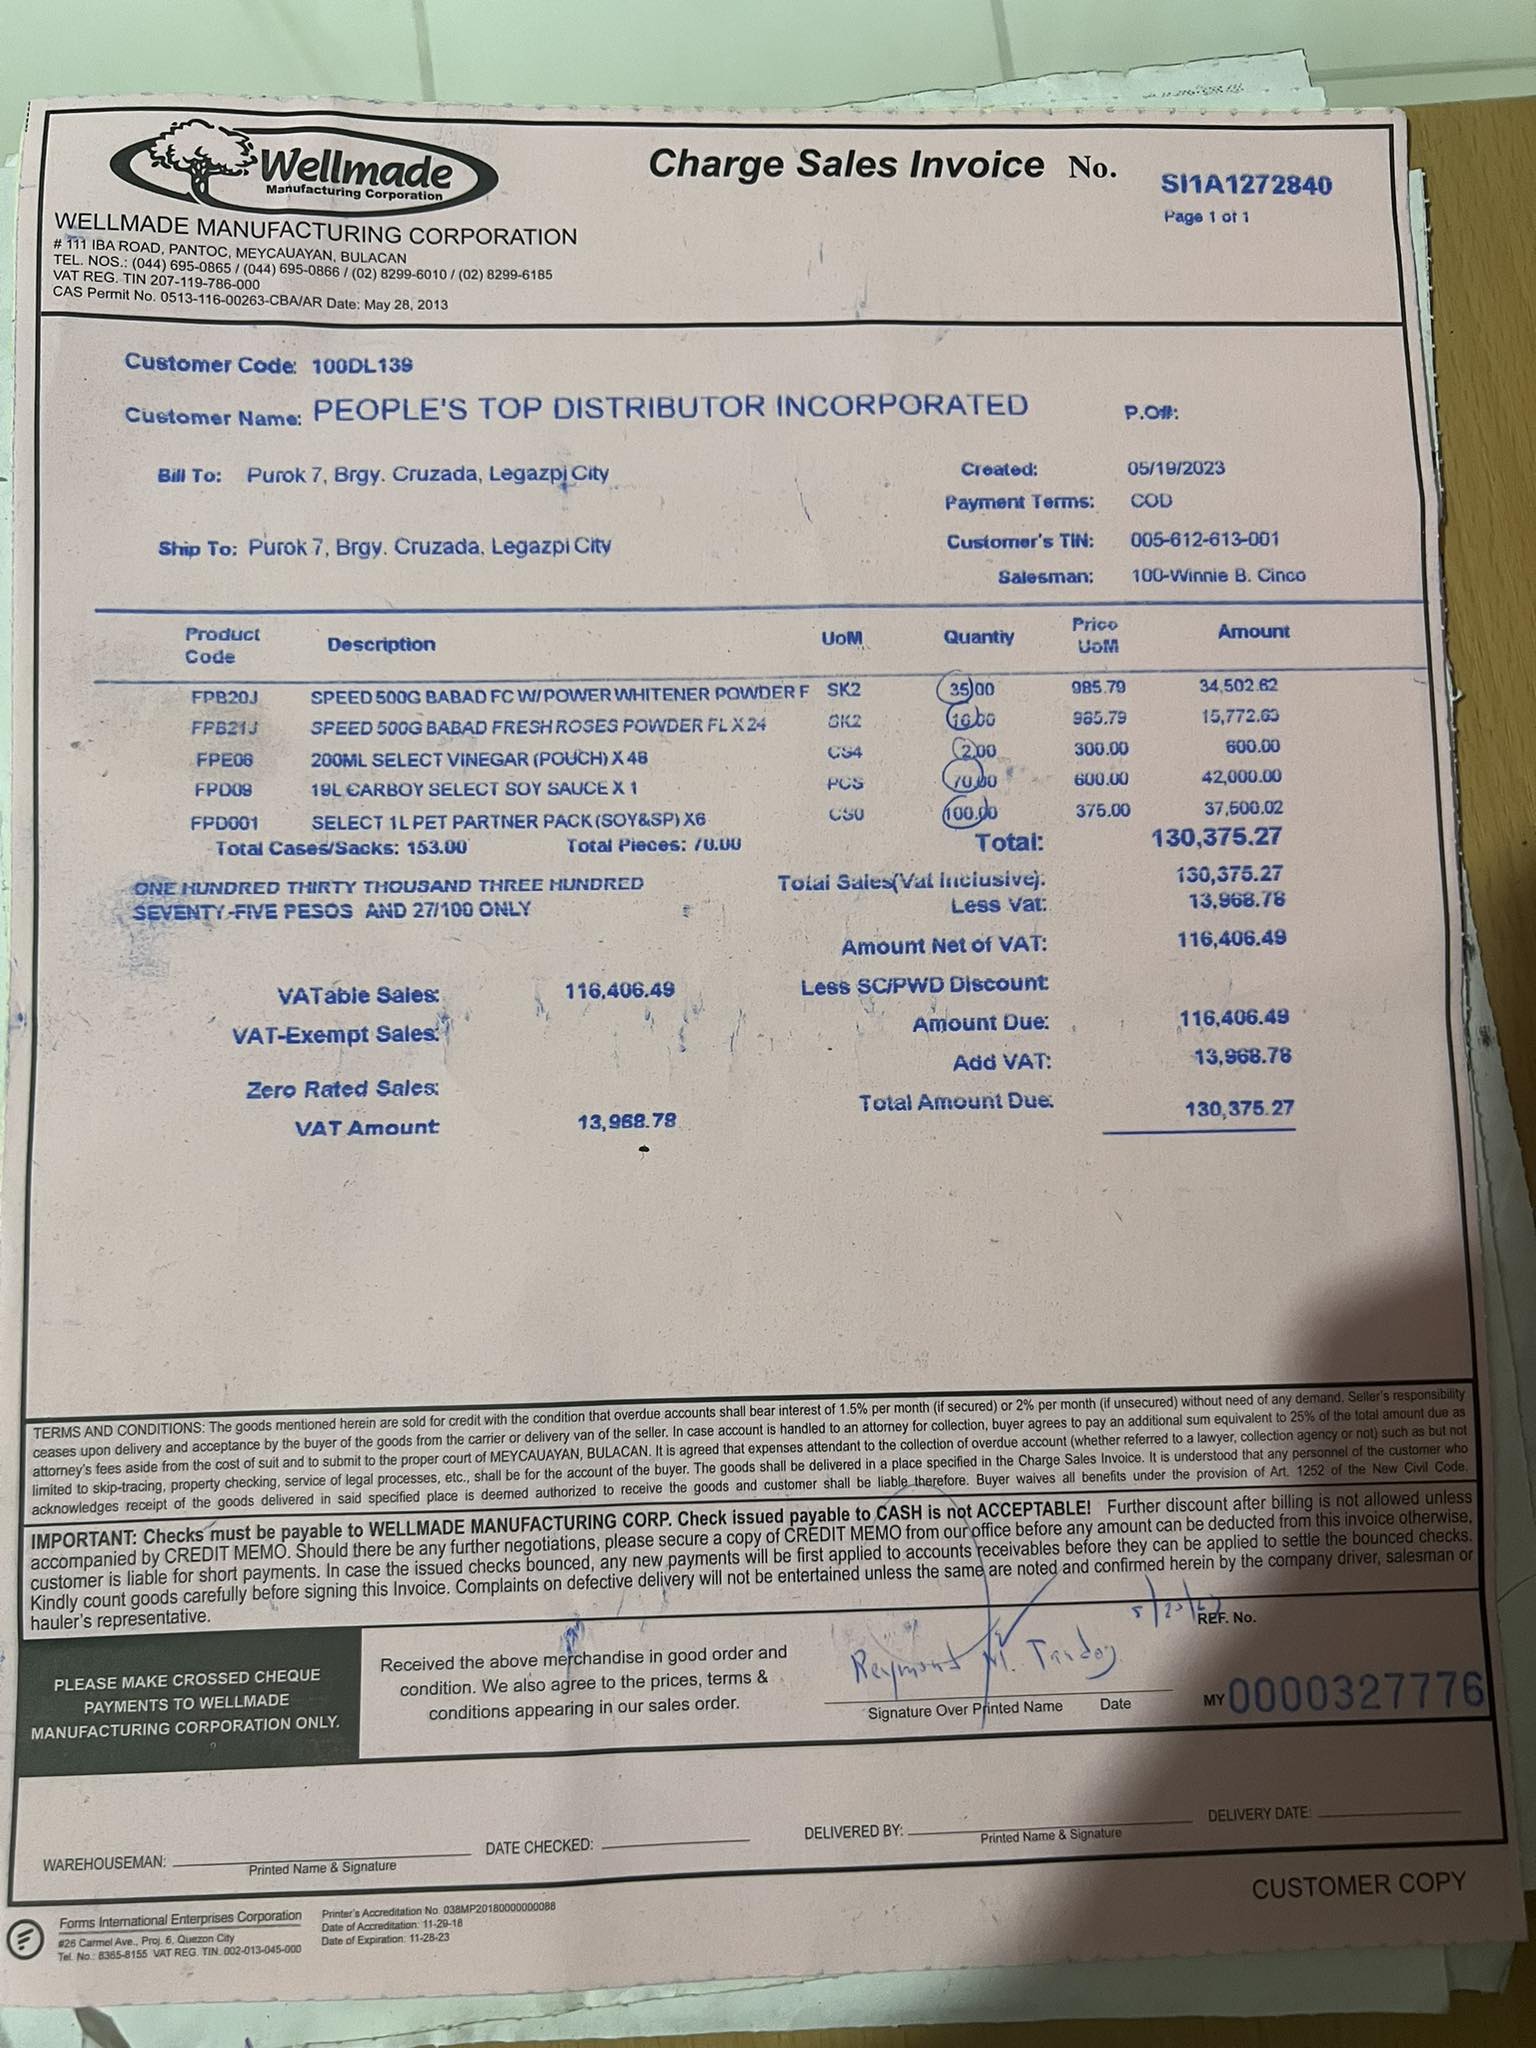 Wellmade
Manufacturing Corporation
Charge Sales Invoice No. SI1A1272840
Page 1 of 1
WELLMADE MANUFACTURING CORPORATION
# 111 IBA ROAD, PANTOC, MEYCAUAYAN, BULACAN
TEL. NOS.: (044) 695-0865 / (044) 695-0866 / (02) 8299-6010 / (02) 8299-6185
VAT REG. TIN 207-119-786-000
CAS Permit No. 0513-116-00263-CBA/AR Date: May 28, 2013
Customer Code: 100DL139
Customer Name: PEOPLE'S TOP DISTRIBUTOR INCORPORATED P.O#:
Bill To: Purok 7, Brgy. Cruzada, Legazpi City Created: 05/19/2023
Payment Terms: COD
Ship To: Purok 7, Brgy. Cruzada, Legazpi City Customer's TIN: 005-612-613-001
Salesman: 100-Winnie B. Cinco
Product Code Description UoM Quantiy Price UoM Amount
FPB20J SPEED 500G BABAD FC W/ POWER WHITENER POWDER F SK2 35.00 985.79 34,502.62
FPB21J SPEED 500G BABAD FRESH ROSES POWDER FL X 24 SK2 16.00 985.79 15,772.63
FPE06 200ML SELECT VINEGAR (POUCH) X 48 CS4 2.00 300.00 600.00
FPD09 19L CARBOY SELECT SOY SAUCE X 1 PCS 70.00 600.00 42,000.00
FPD001 SELECT 1L PET PARTNER PACK (SOY&SP) X6 CS0 100.00 375.00 37,500.02
Total Cases/Sacks: 153.00 Total Pieces: 70.00 Total: 130,375.27
ONE HUNDRED THIRTY THOUSAND THREE HUNDRED Total Sales(Vat Inclusive): 130,375.27
SEVENTY-FIVE PESOS AND 27/100 ONLY Less Vat: 13,968.78
Amount Net of VAT: 116,406.49
VATable Sales: 116,406.49 Less SC/PWD Discount:
VAT-Exempt Sales: Amount Due: 116,406.49
Add VAT: 13,968.78
Zero Rated Sales: Total Amount Due: 130,375.27
VAT Amount: 13,968.78
TERMS AND CONDITIONS: The goods mentioned herein are sold for credit with the condition that overdue accounts shall bear interest of 1.5% per month (if secured) or 2% per month (if unsecured) without need of any demand. Seller's responsibility
ceases upon delivery and acceptance by the buyer of the goods from the carrier or delivery van of the seller. In case account is handled to an attorney for collection, buyer agrees to pay an additional sum equivalent to 25% of the total amount due as
attorney's fees aside from the cost of suit and to submit to the proper court of MEYCAUAYAN, BULACAN. It is agreed that expenses attendant to the collection of overdue account (whether referred to a lawyer, collection agency or not) such as but not
limited to skip-tracing, property checking, service of legal processes, etc., shall be for the account of the buyer. The goods shall be delivered in a place specified in the Charge Sales Invoice. It is understood that any personnel of the customer who
acknowledges receipt of the goods delivered in said specified place is deemed authorized to receive the goods and customer shall be liable therefore. Buyer waives all benefits under the provision of Art. 1252 of the New Civil Code.
IMPORTANT: Checks must be payable to WELLMADE MANUFACTURING CORP. Check issued payable to CASH is not ACCEPTABLE! Further discount after billing is not allowed unless
accompanied by CREDIT MEMO. Should there be any further negotiations, please secure a copy of CREDIT MEMO from our office before any amount can be deducted from this invoice otherwise,
customer is liable for short payments. In case the issued checks bounced, any new payments will be first applied to accounts receivables before they can be applied to settle the bounced checks.
Kindly count goods carefully before signing this Invoice. Complaints on defective delivery will not be entertained unless the same are noted and confirmed herein by the company driver, salesman or
hauler's representative.
PLEASE MAKE CROSSED CHEQUE
PAYMENTS TO WELLMADE
MANUFACTURING CORPORATION ONLY.
Received the above merchandise in good order and
condition. We also agree to the prices, terms &
conditions appearing in our sales order.
Reymont M.
Signature Over Printed Name Date
REF. No.
MY 0000327776
WAREHOUSEMAN: DATE CHECKED: DELIVERED BY: DELIVERY DATE:
Printed Name & Signature Printed Name & Signature
CUSTOMER COPY
Forms International Enterprises Corporation
#26 Carmel Ave., Proj. 6, Quezon City
Tel. No.: 8365-8155 VAT REG. TIN. 002-013-045-000
Printer's Accreditation No. 038MP20180000000088
Date of Accreditation: 11-29-18
Date of Expiration: 11-28-23